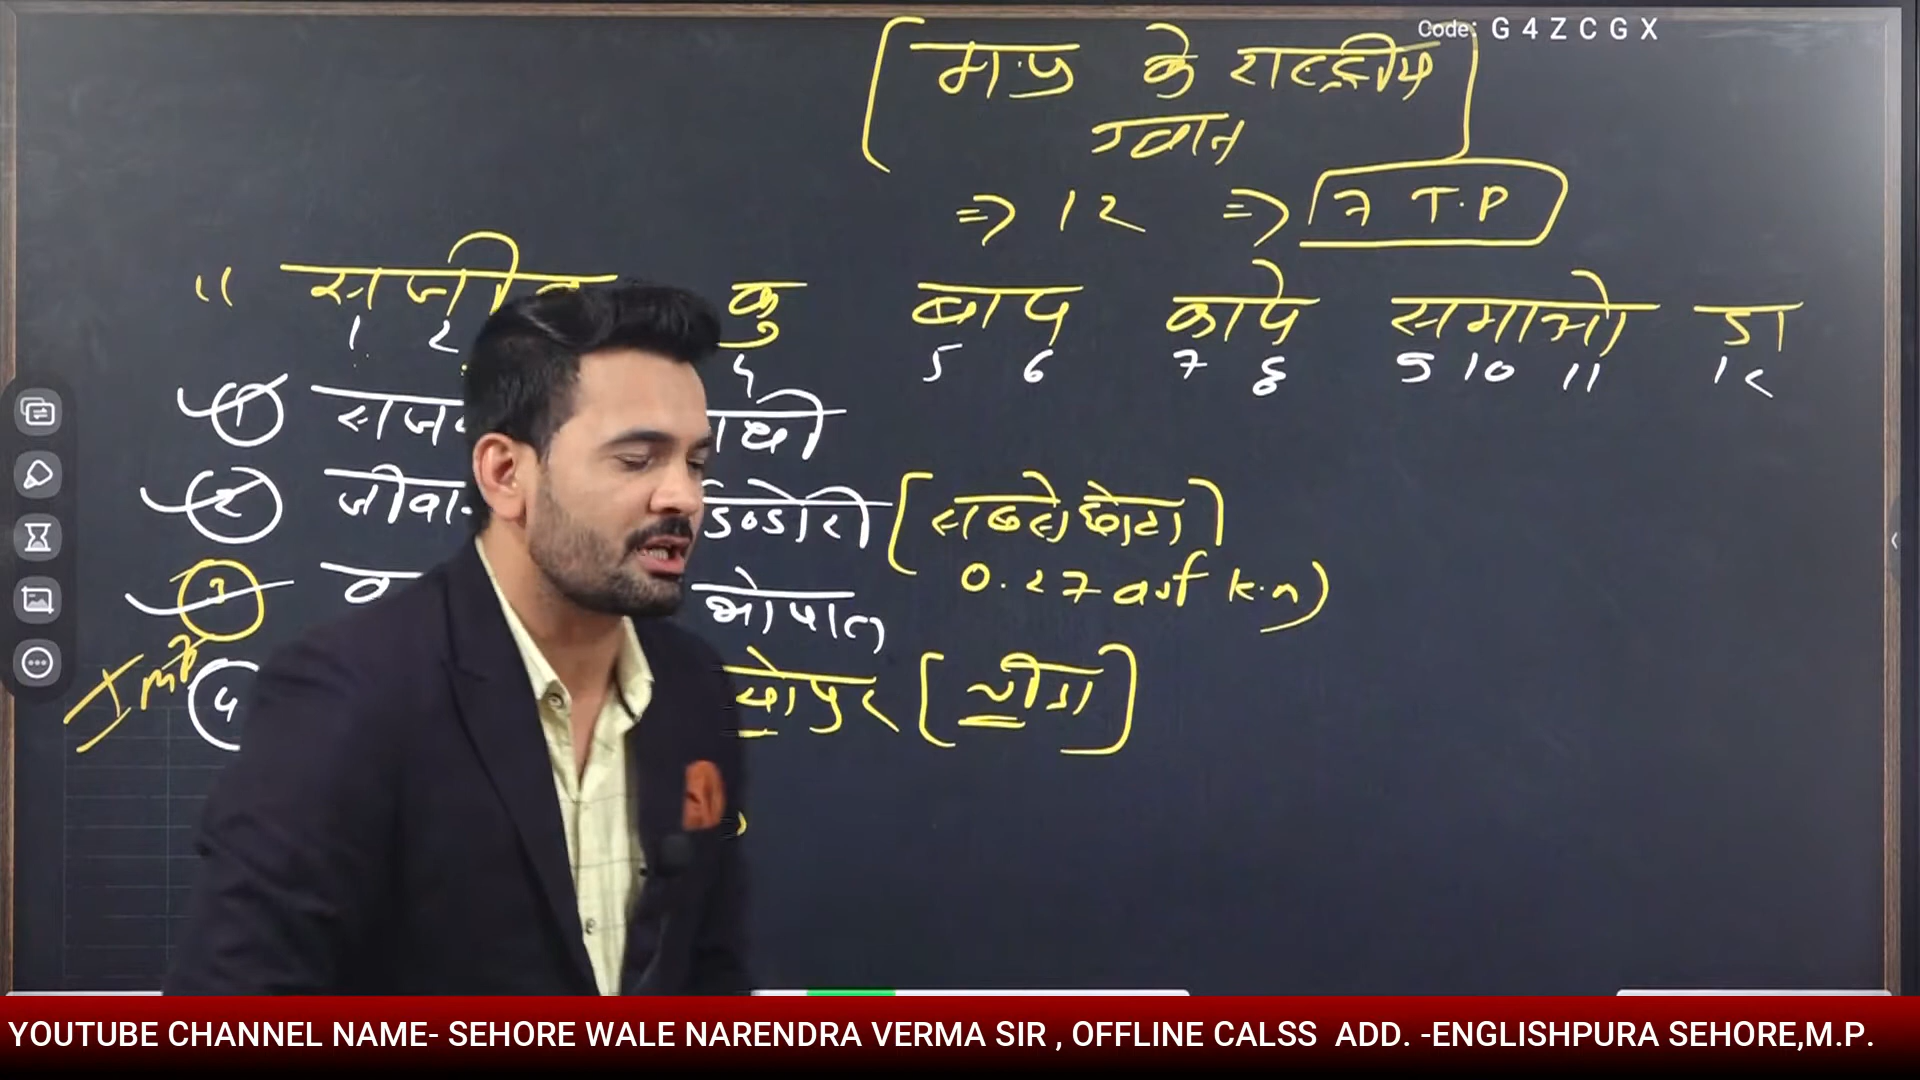 Code: G 4 Z C G X
म.प्र के राष्ट्रीय
उद्यान
=> 12 => 7 T.P
" संजीव कु बाप कापे समाओ डा
1 2 4 5 6 7 8 9 10 11 12
1 संज धी
2 जीवा डिण्डोरी [सबसे छोटा]
0.27 वर्ग k.m)
3 व भोपाल
Imp 4 श्योपुर [चीता]
YOUTUBE CHANNEL NAME- SEHORE WALE NARENDRA VERMA SIR , OFFLINE CALSS ADD. -ENGLISHPURA SEHORE,M.P.